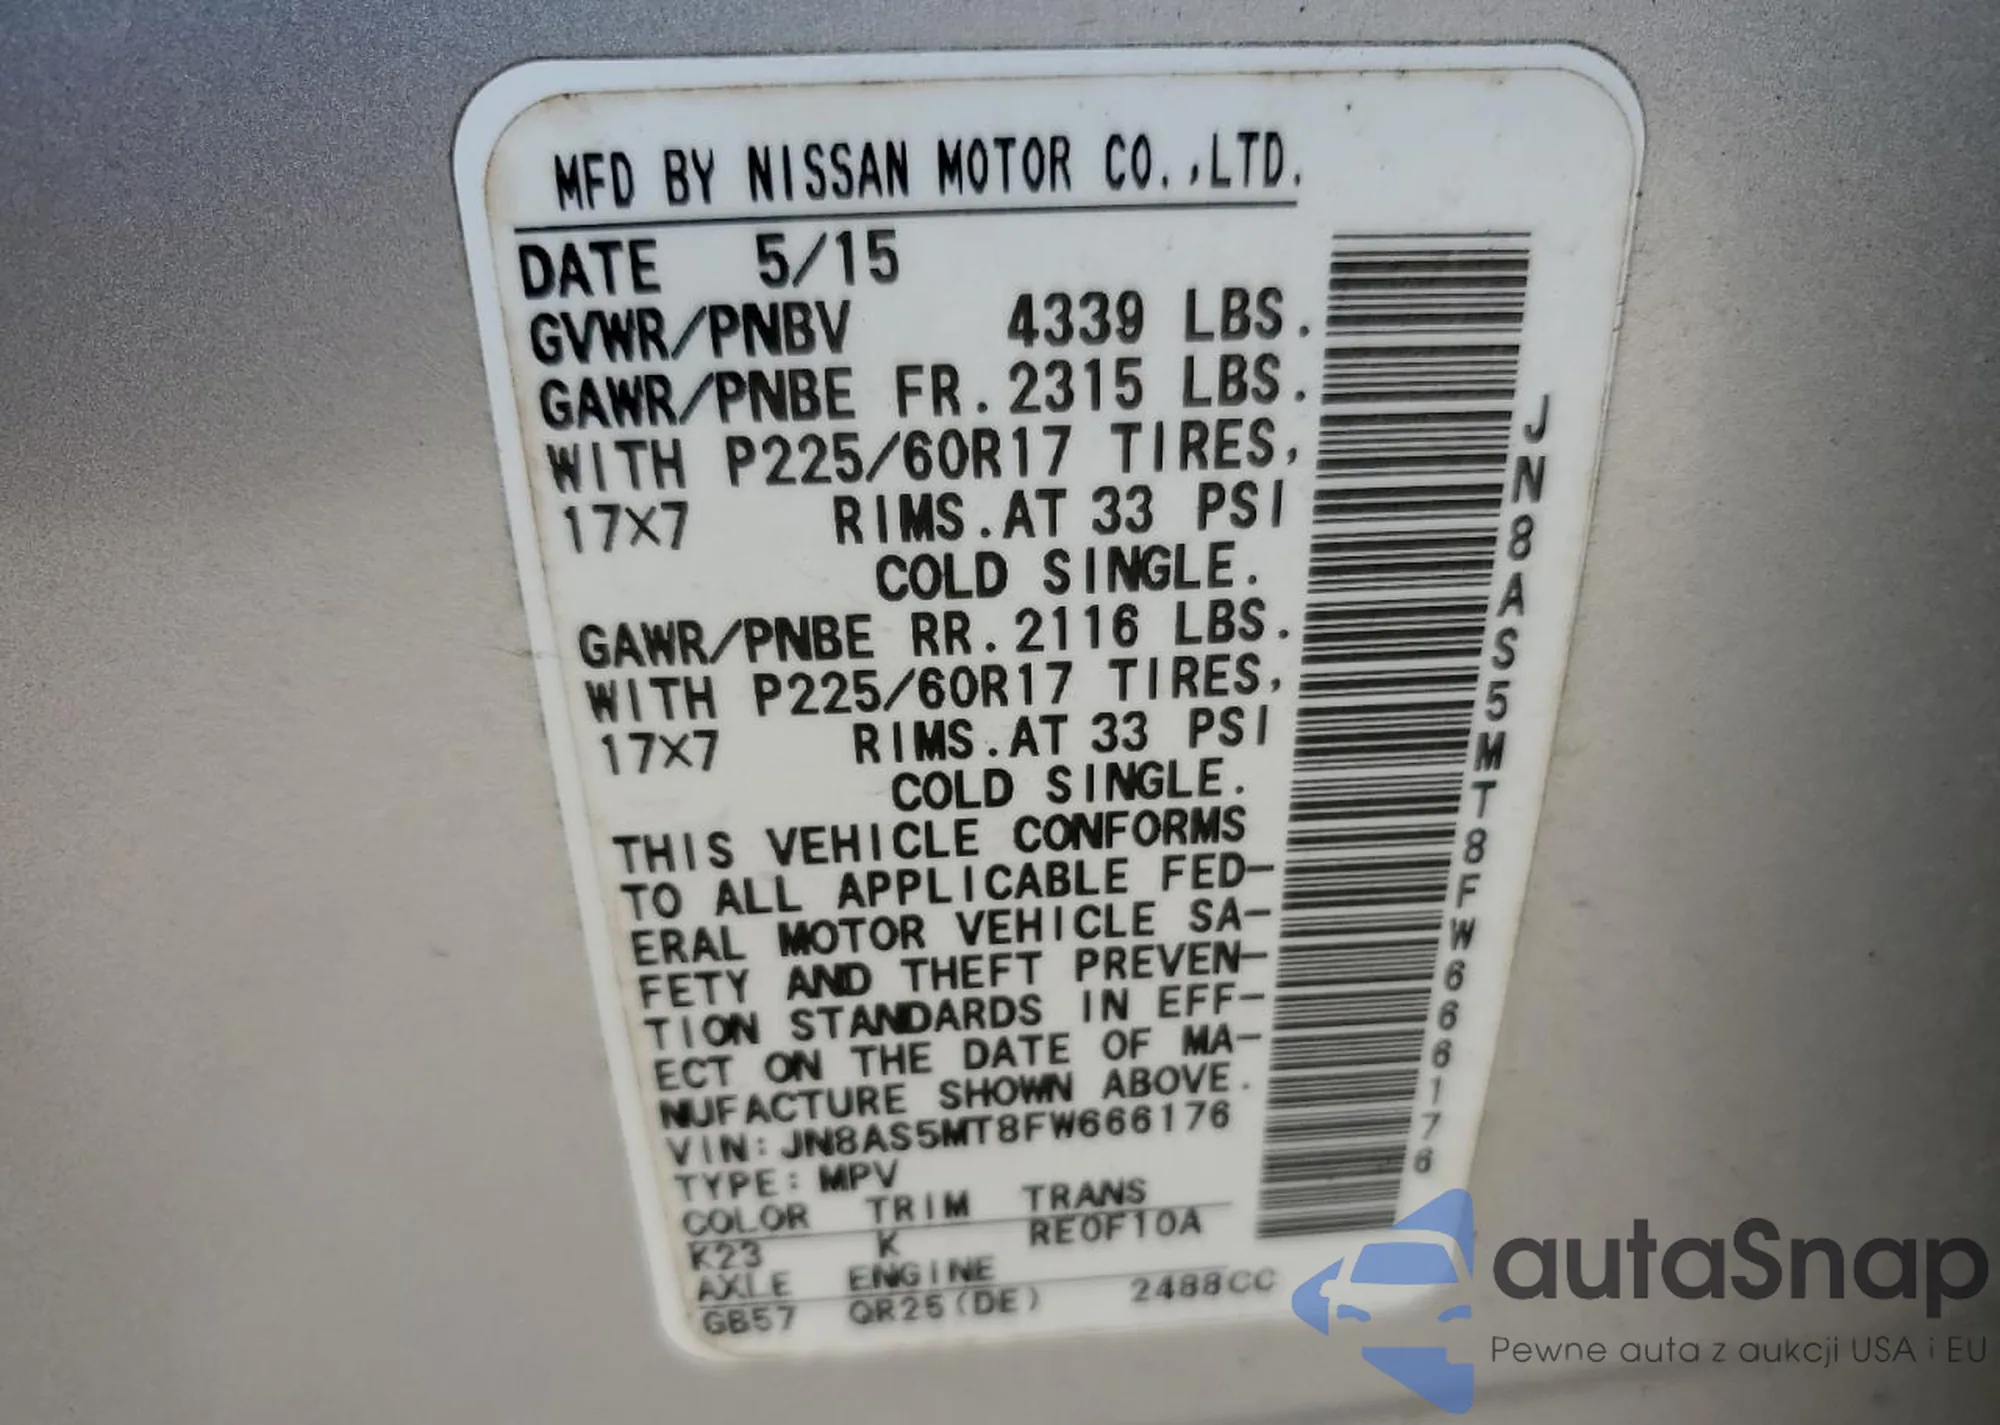 MFD BY NISSAN MOTOR CO.,LTD.
DATE 5/15
GVWR/PNBV 4339 LBS.
GAWR/PNBE FR.2315 LBS.
WITH P225/60R17 TIRES,
17X7 RIMS.AT 33 PSI
COLD SINGLE.
GAWR/PNBE RR.2116 LBS.
WITH P225/60R17 TIRES,
17X7 RIMS.AT 33 PSI
COLD SINGLE.
THIS VEHICLE CONFORMS
TO ALL APPLICABLE FED-
ERAL MOTOR VEHICLE SA-
FETY AND THEFT PREVEN-
TION STANDARDS IN EFF-
ECT ON THE DATE OF MA-
NUFACTURE SHOWN ABOVE.
VIN:JN8AS5MT8FW666176
TYPE:MPV
COLOR TRIM TRANS
K23 K RE0F10A
AXLE ENGINE
GB57 QR25(DE) 2488CC
JN8AS5MT8FW666176
autaSnap
Pewne auta z aukcji USA i EU